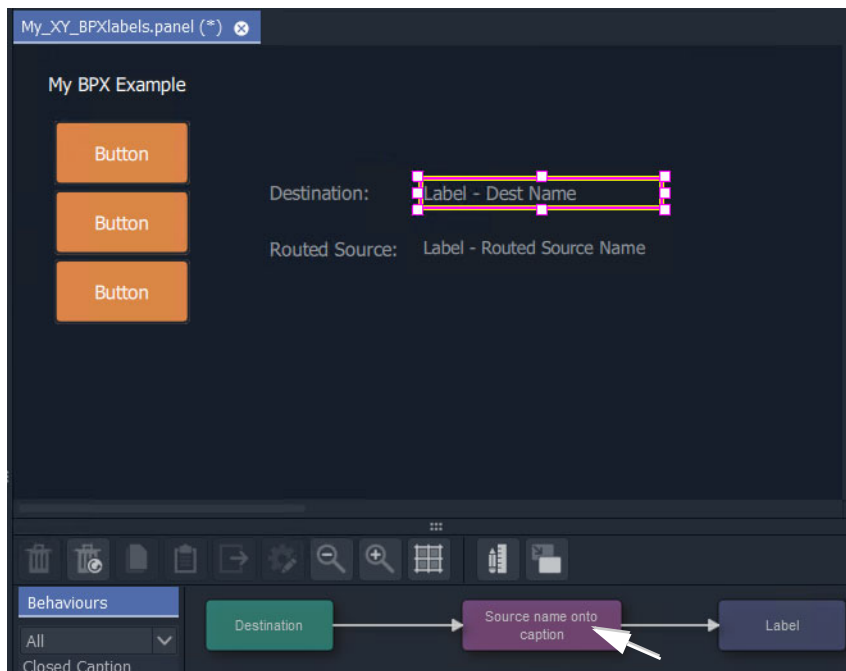 My_XY_BPXlabels.panel (*)
My BPX Example
Button
Button
Button
Destination:
Label - Dest Name
Routed Source:
Label - Routed Source Name
Behaviours
All
Closed Caption
Destination
Source name onto
caption
Label